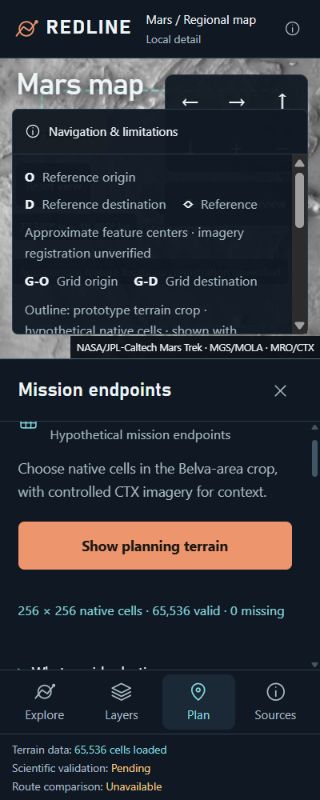 REDLINE
Mars / Regional map
Local detail
Mars map
Navigation & limitations
O Reference origin
D Reference destination Reference
Approximate feature centers · imagery
registration unverified
G-O Grid origin G-D Grid destination
Outline: prototype terrain crop ·
hypothetical native cells · shown with
NASA/JPL-Caltech Mars Trek · MGS/MOLA · MRO/CTX
Mission endpoints
Hypothetical mission endpoints
Choose native cells in the Belva-area crop,
with controlled CTX imagery for context.
Show planning terrain
256 × 256 native cells · 65,536 valid · 0 missing
Explore
Layers
Plan
Sources
Terrain data: 65,536 cells loaded
Scientific validation: Pending
Route comparison: Unavailable